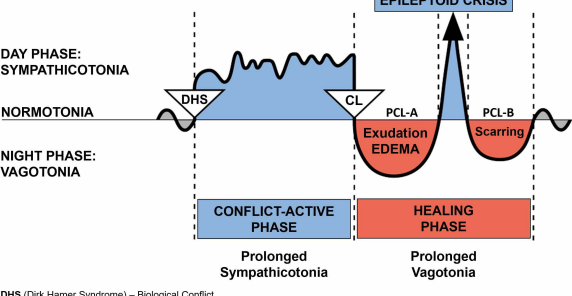 EPILEPTOID CRISIS
DAY PHASE:
SYMPATHICOTONIA
DHS
CL
NORMOTONIA
PCL-A
PCL-B
Exudation
EDEMA
Scarring
NIGHT PHASE:
VAGOTONIA
CONFLICT-ACTIVE
PHASE
HEALING
PHASE
Prolonged
Sympathicotonia
Prolonged
Vagotonia
DHS (Dirk Hamer Syndrome) – Biological Conflict